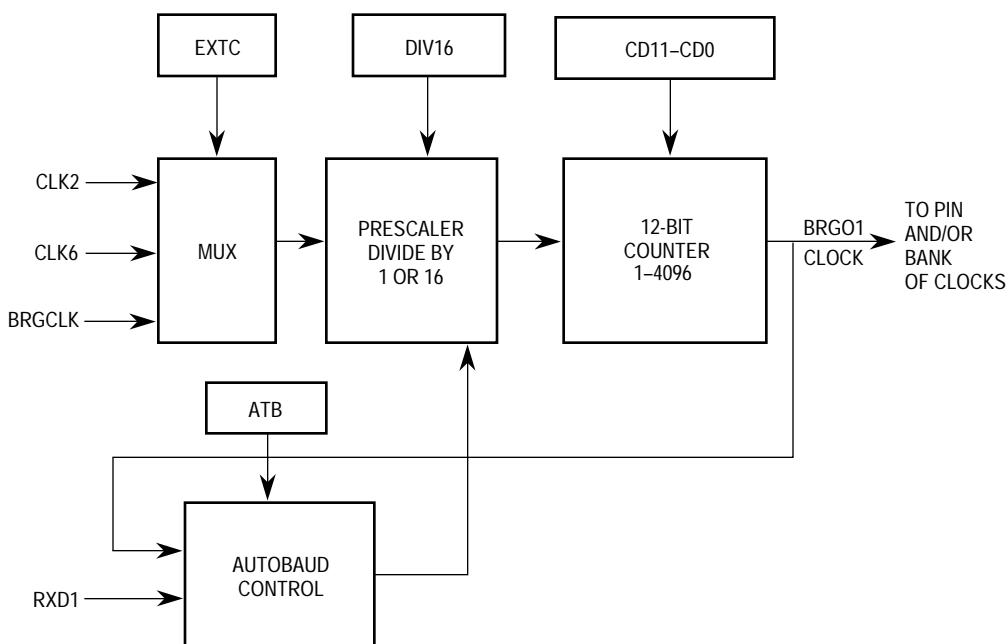 EXTC
DIV16
CD11–CD0
CLK2
CLK6
BRGCLK
MUX
PRESCALER
DIVIDE BY
1 OR 16
12-BIT
COUNTER
1–4096
BRGO1
CLOCK
TO PIN
AND/OR
BANK
OF CLOCKS
ATB
AUTOBAUD
CONTROL
RXD1